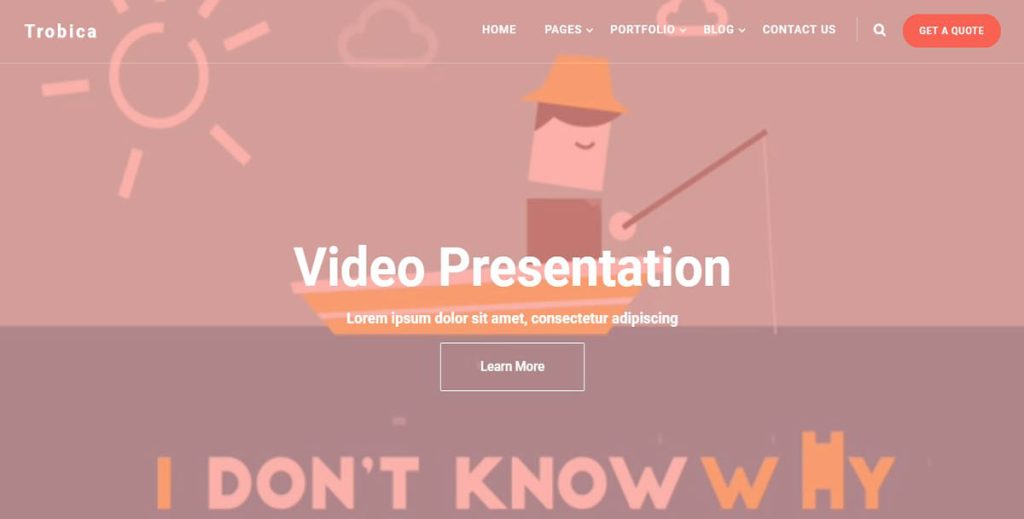 Trobica
HOME PAGES PORTFOLIO BLOG CONTACT US GET A QUOTE
Video Presentation
Lorem ipsum dolor sit amet, consectetur adipiscing
Learn More
I DON'T KNOW WHY